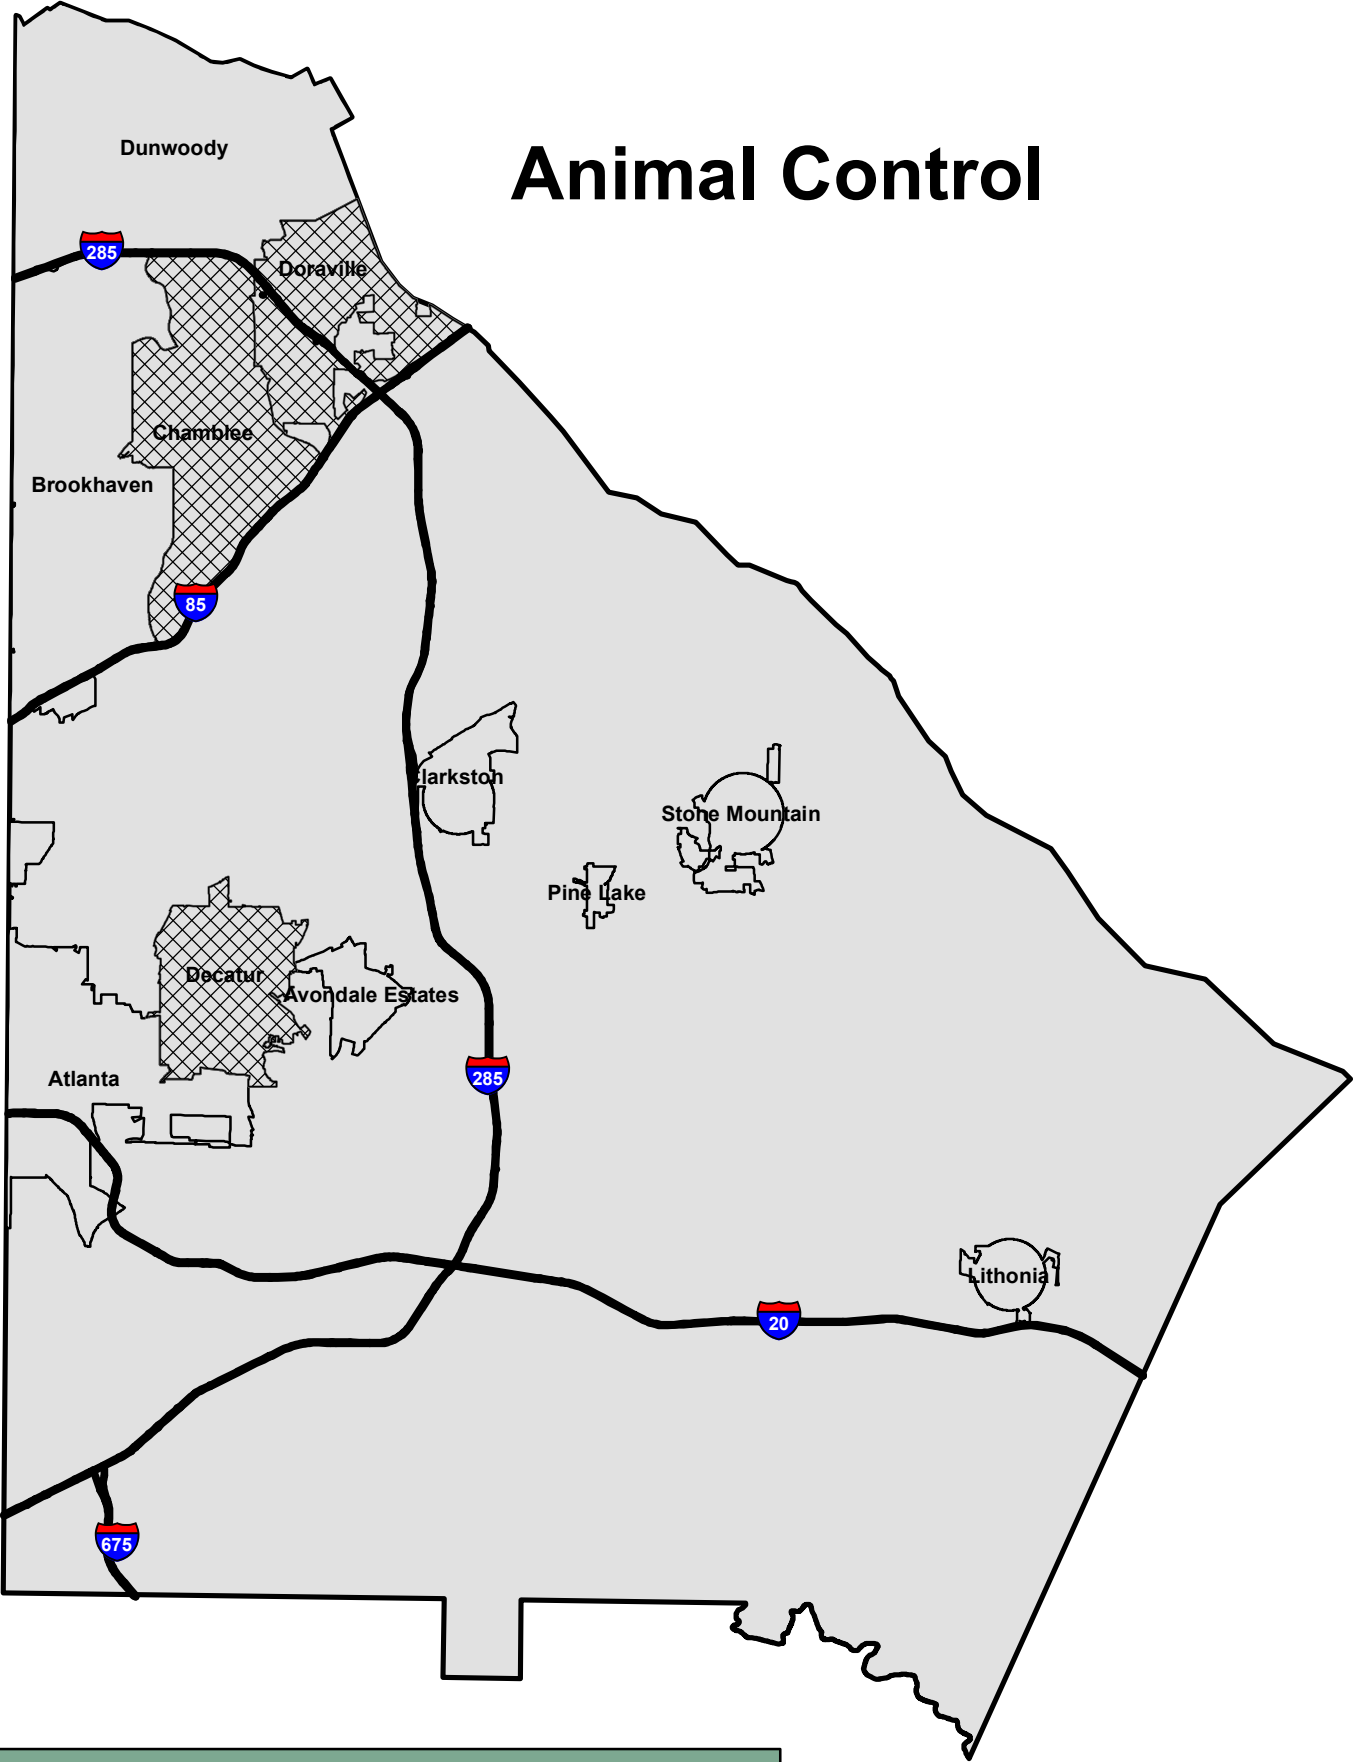 Animal Control
Dunwoody
285
Doraville
Chamblee
Brookhaven
85
Clarkston
Stone Mountain
Pine Lake
Decatur
Avondale Estates
Atlanta
285
Lithonia
20
675